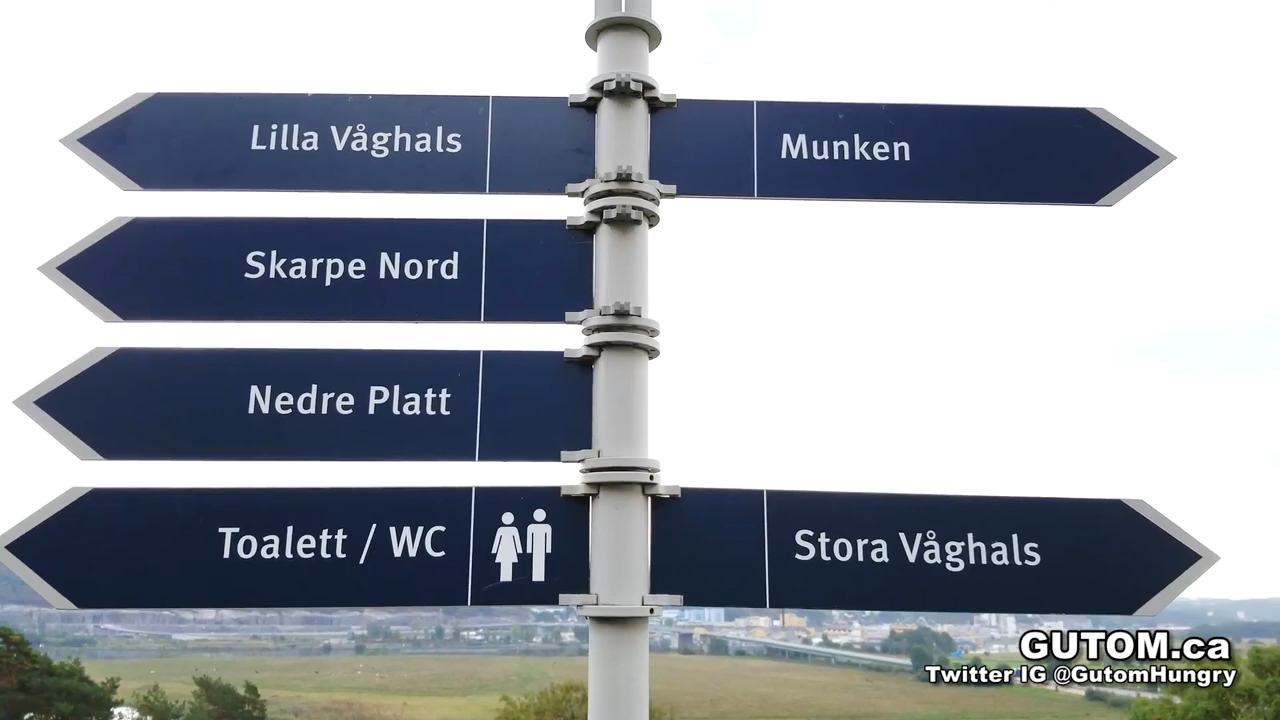 Lilla Våghals
Munken
Skarpe Nord
Nedre Platt
Toalett / WC
Stora Våghals
GUTOM.ca
Twitter IG @GutomHungry